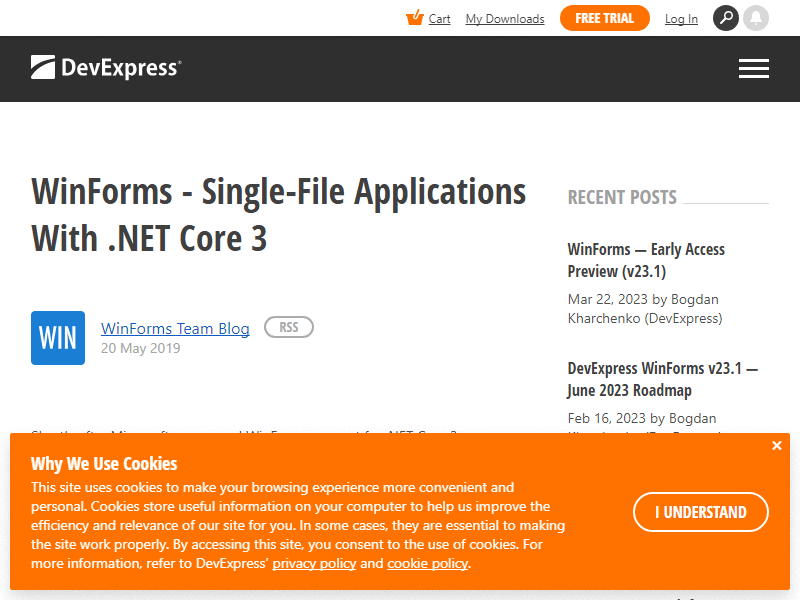 Cart My Downloads FREE TRIAL Log In
DevExpress
WinForms - Single-File Applications
With .NET Core 3
WIN
WinForms Team Blog RSS
20 May 2019
RECENT POSTS
WinForms — Early Access
Preview (v23.1)
Mar 22, 2023 by Bogdan
Kharchenko (DevExpress)
DevExpress WinForms v23.1 —
June 2023 Roadmap
Feb 16, 2023 by Bogdan
Why We Use Cookies
This site uses cookies to make your browsing experience more convenient and
personal. Cookies store useful information on your computer to help us improve the
efficiency and relevance of our site for you. In some cases, they are essential to making
the site work properly. By accessing this site, you consent to the use of cookies. For
more information, refer to DevExpress’ privacy policy and cookie policy.
I UNDERSTAND